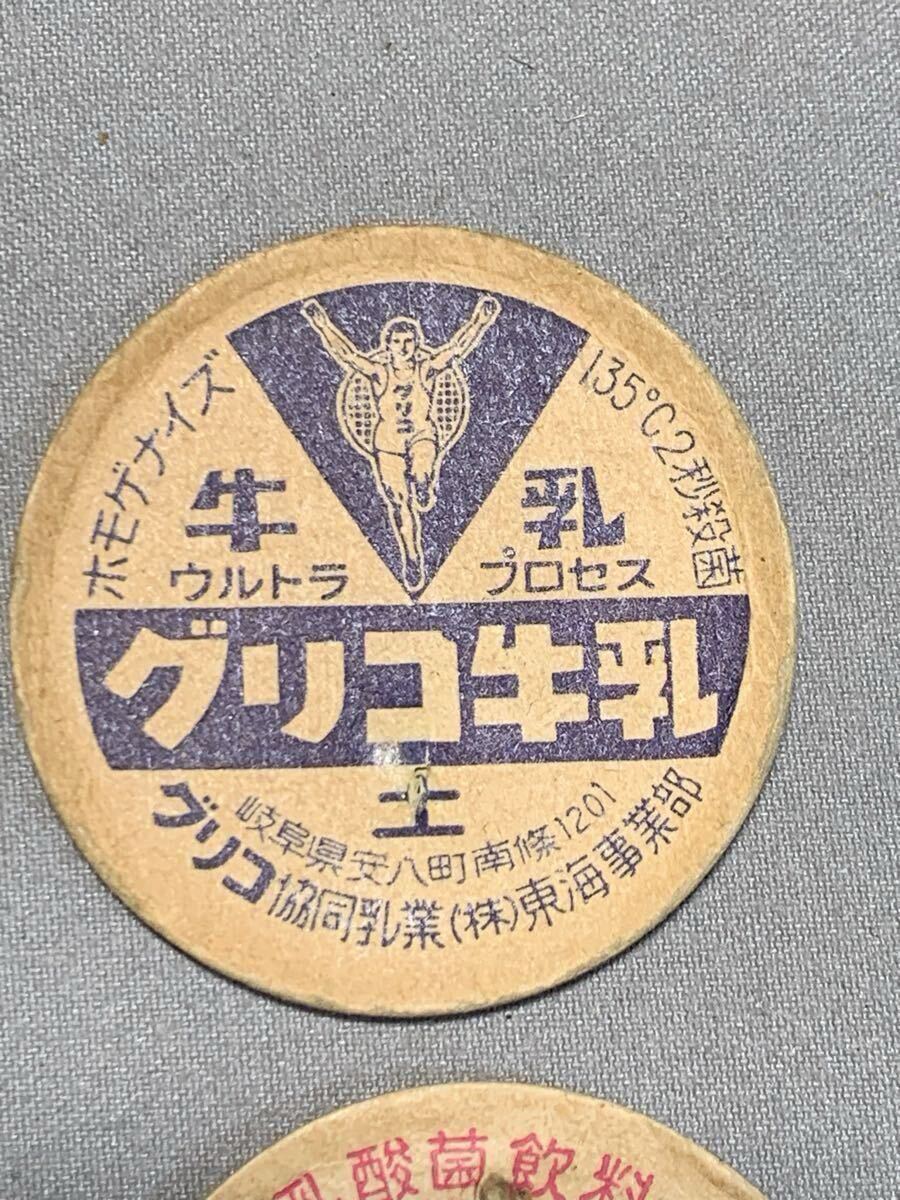 ホモゲナイズ
135°C2秒殺菌
グリコ
牛乳
ウルトラプロセス
グリコ牛乳
土
岐阜県安八町南條1201
グリコ協同乳業(株)東海事業部
乳酸菌飲料